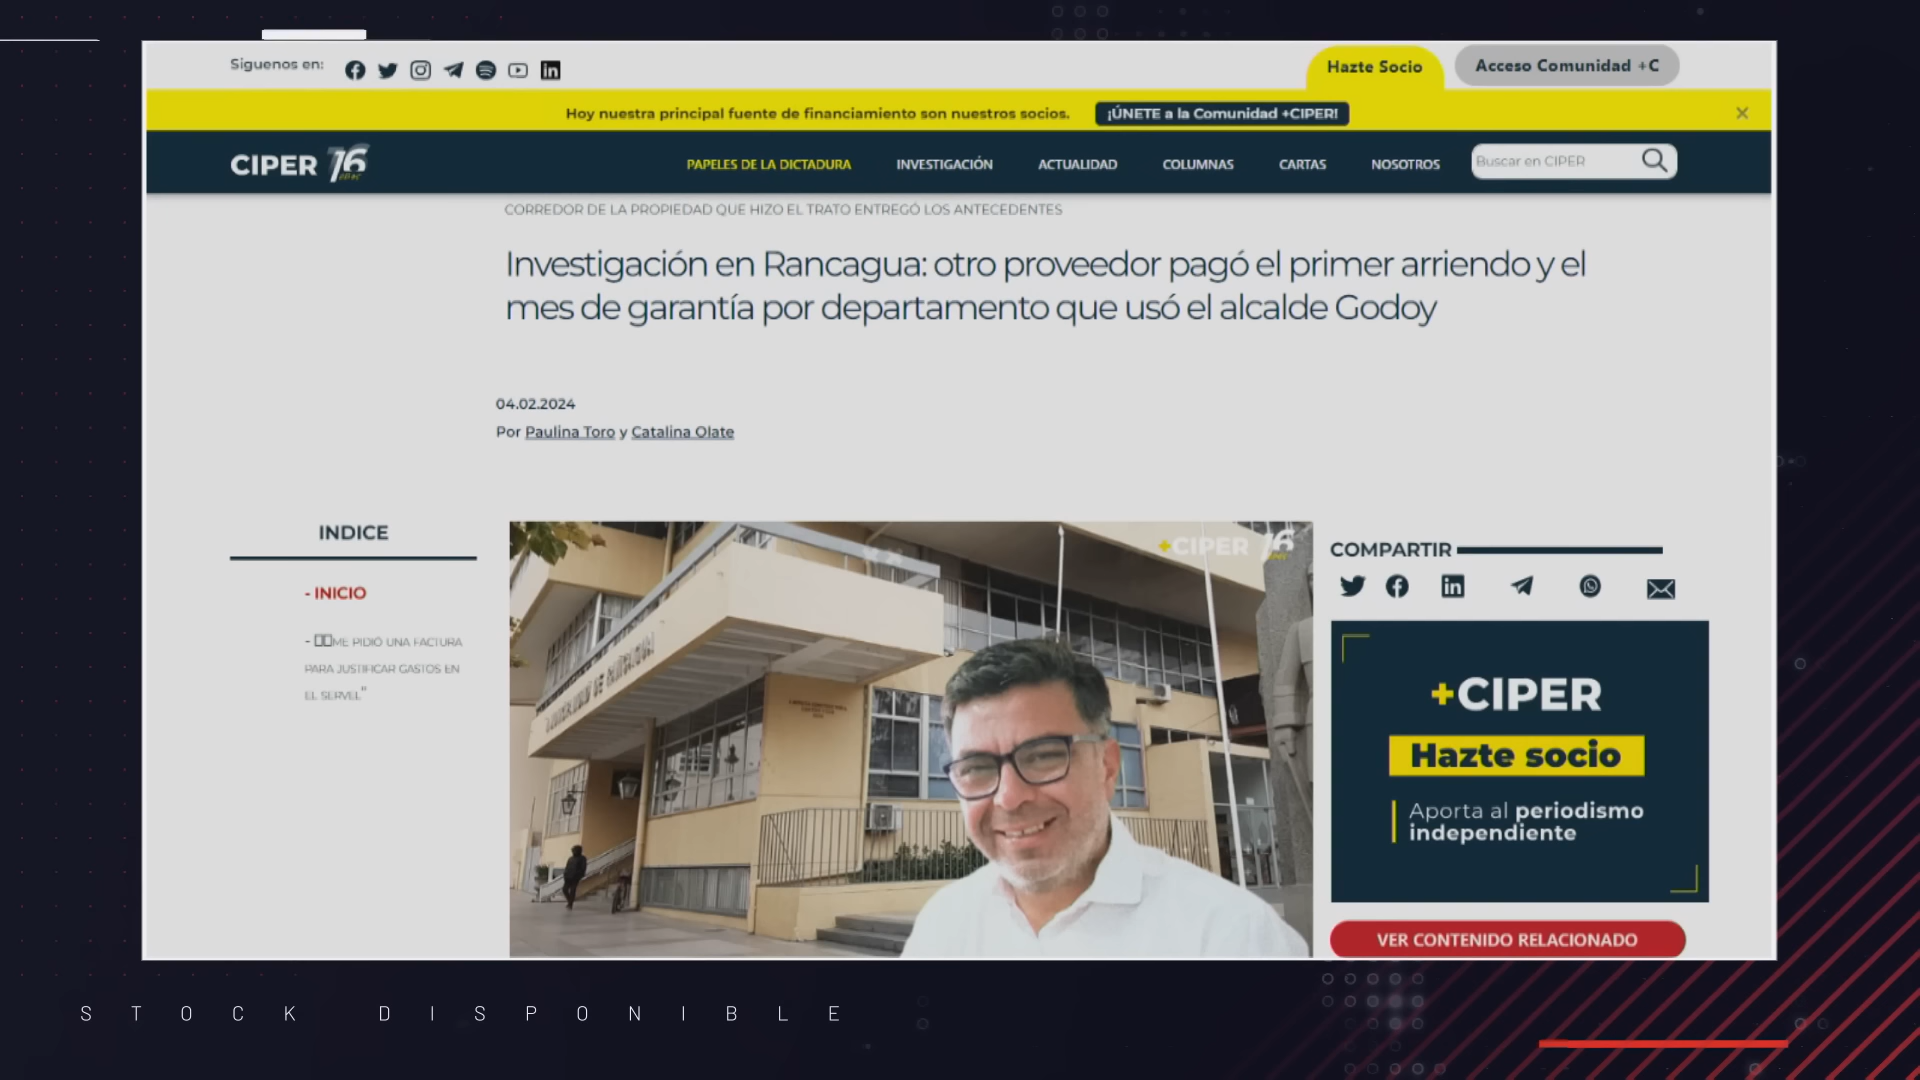 Siguenos en:
Hazte Socio
Acceso Comunidad +C
Hoy nuestra principal fuente de financiamiento son nuestros socios.
¡ÚNETE a la Comunidad +CIPER!
CIPER 16
PAPELES DE LA DICTADURA
INVESTIGACIÓN
ACTUALIDAD
COLUMNAS
CARTAS
NOSOTROS
Buscar en CIPER
CORREDOR DE LA PROPIEDAD QUE HIZO EL TRATO ENTREGÓ LOS ANTECEDENTES
Investigación en Rancagua: otro proveedor pagó el primer arriendo y el
mes de garantía por departamento que usó el alcalde Godoy
04.02.2024
Por Paulina Toro y Catalina Olate
INDICE
- INICIO
- ME PIDIÓ UNA FACTURA
PARA JUSTIFICAR GASTOS EN
EL SERVEL"
+CIPER 16
COMPARTIR
+CIPER
Hazte socio
Aporta al periodismo
independiente
VER CONTENIDO RELACIONADO
STOCK DISPONIBLE